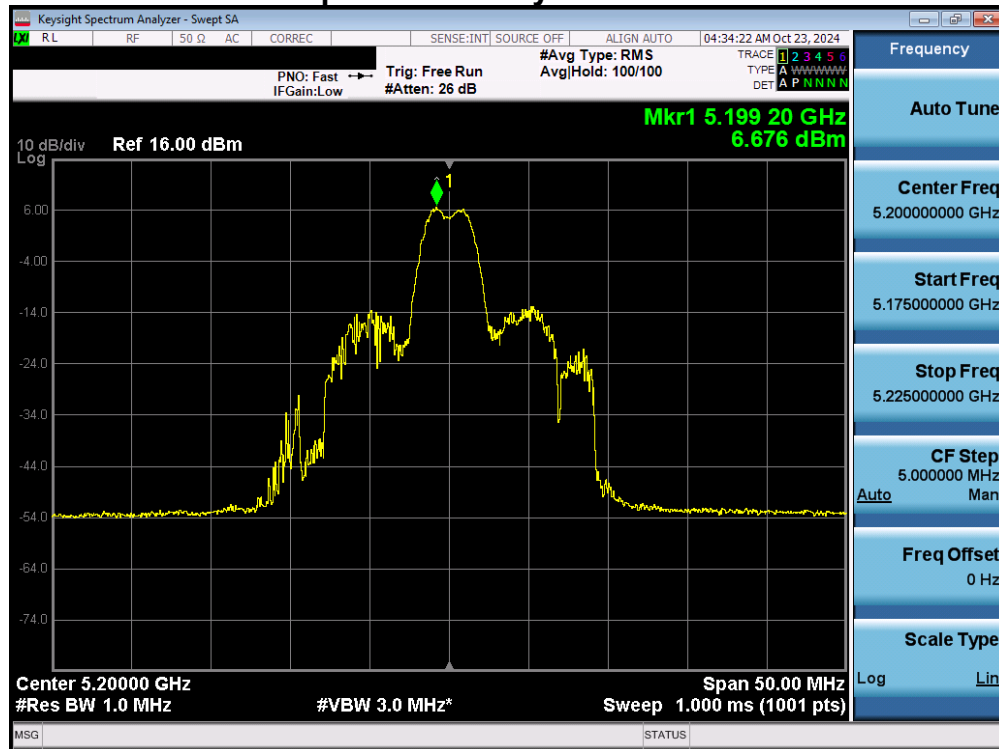 Keysight Spectrum Analyzer - Swept SA
LXI RL RF 50 Ω AC CORREC SENSE:INT SOURCE OFF ALIGN AUTO 04:34:22 AM Oct 23, 2024
#Avg Type: RMS TRACE 1 2 3 4 5 6
PNO: Fast Trig: Free Run Avg|Hold: 100/100 TYPE A WWWWW
IFGain:Low #Atten: 26 dB DET A P N N N N
Frequency
Auto Tune
Mkr1 5.199 20 GHz
6.676 dBm
10 dB/div Ref 16.00 dBm
Log
1
6.00
-4.00
-14.0
-24.0
-34.0
-44.0
-54.0
-64.0
-74.0
Center Freq
5.200000000 GHz
Start Freq
5.175000000 GHz
Stop Freq
5.225000000 GHz
CF Step
5.000000 MHz
Auto Man
Freq Offset
0 Hz
Scale Type
Log Lin
Center 5.20000 GHz Span 50.00 MHz
#Res BW 1.0 MHz #VBW 3.0 MHz* Sweep 1.000 ms (1001 pts)
MSG STATUS